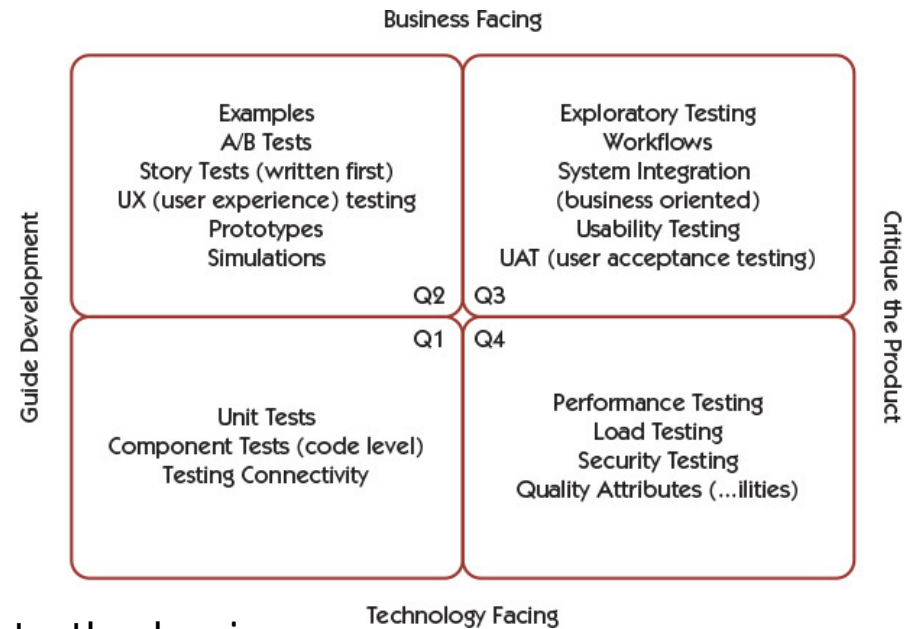 Business Facing
Guide Development
Examples
A/B Tests
Story Tests (written first)
UX (user experience) testing
Prototypes
Simulations
Q2
Exploratory Testing
Workflows
System Integration
(business oriented)
Usability Testing
UAT (user acceptance testing)
Q3
Critique the Product
Q1
Unit Tests
Component Tests (code level)
Testing Connectivity
Q4
Performance Testing
Load Testing
Security Testing
Quality Attributes (...ilities)
Technology Facing